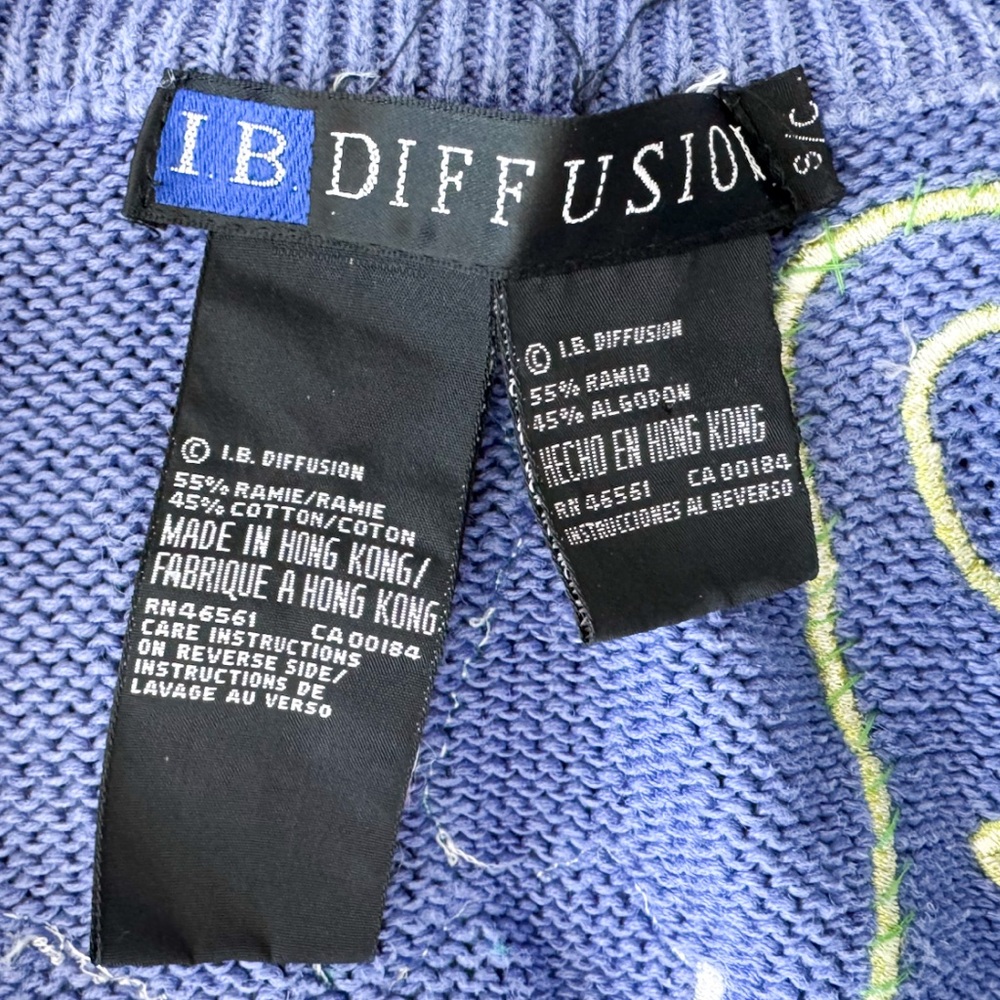 I.B. DIFFUSION
S/C
© I.B. DIFFUSION
55% RAMIE/RAMIE
45% COTTON/COTON
MADE IN HONG KONG/
FABRIQUE A HONG KONG
RN46561 CA00184
CARE INSTRUCTIONS
ON REVERSE SIDE/
INSTRUCTIONS DE
LAVAGE AU VERSO
© I.B. DIFFUSION
55% RAMIO
45% ALGODON
HECHO EN HONG KONG
RN 46561 CA 00184
INSTRUCCIONES AL REVERSO